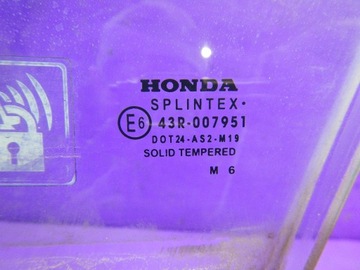 HONDA
SPLINTEX•
E6 43R-007951
DOT24-AS2-M19
SOLID TEMPERED
M 6